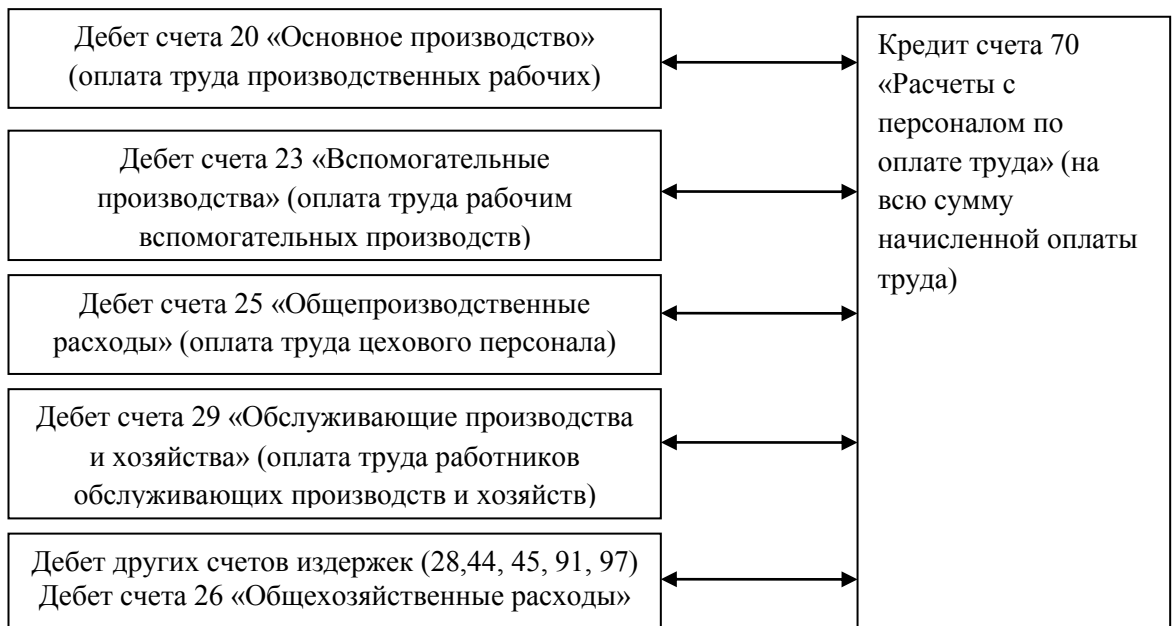 Дебет счета 20 «Основное производство»
(оплата труда производственных рабочих)
Дебет счета 23 «Вспомогательные
производства» (оплата труда рабочим
вспомогательных производств)
Дебет счета 25 «Общепроизводственные
расходы» (оплата труда цехового персонала)
Дебет счета 29 «Обслуживающие производства
и хозяйства» (оплата труда работников
обслуживающих производств и хозяйств)
Дебет других счетов издержек (28,44, 45, 91, 97)
Дебет счета 26 «Общехозяйственные расходы»
Кредит счета 70
«Расчеты с
персоналом по
оплате труда» (на
всю сумму
начисленной оплаты
труда)